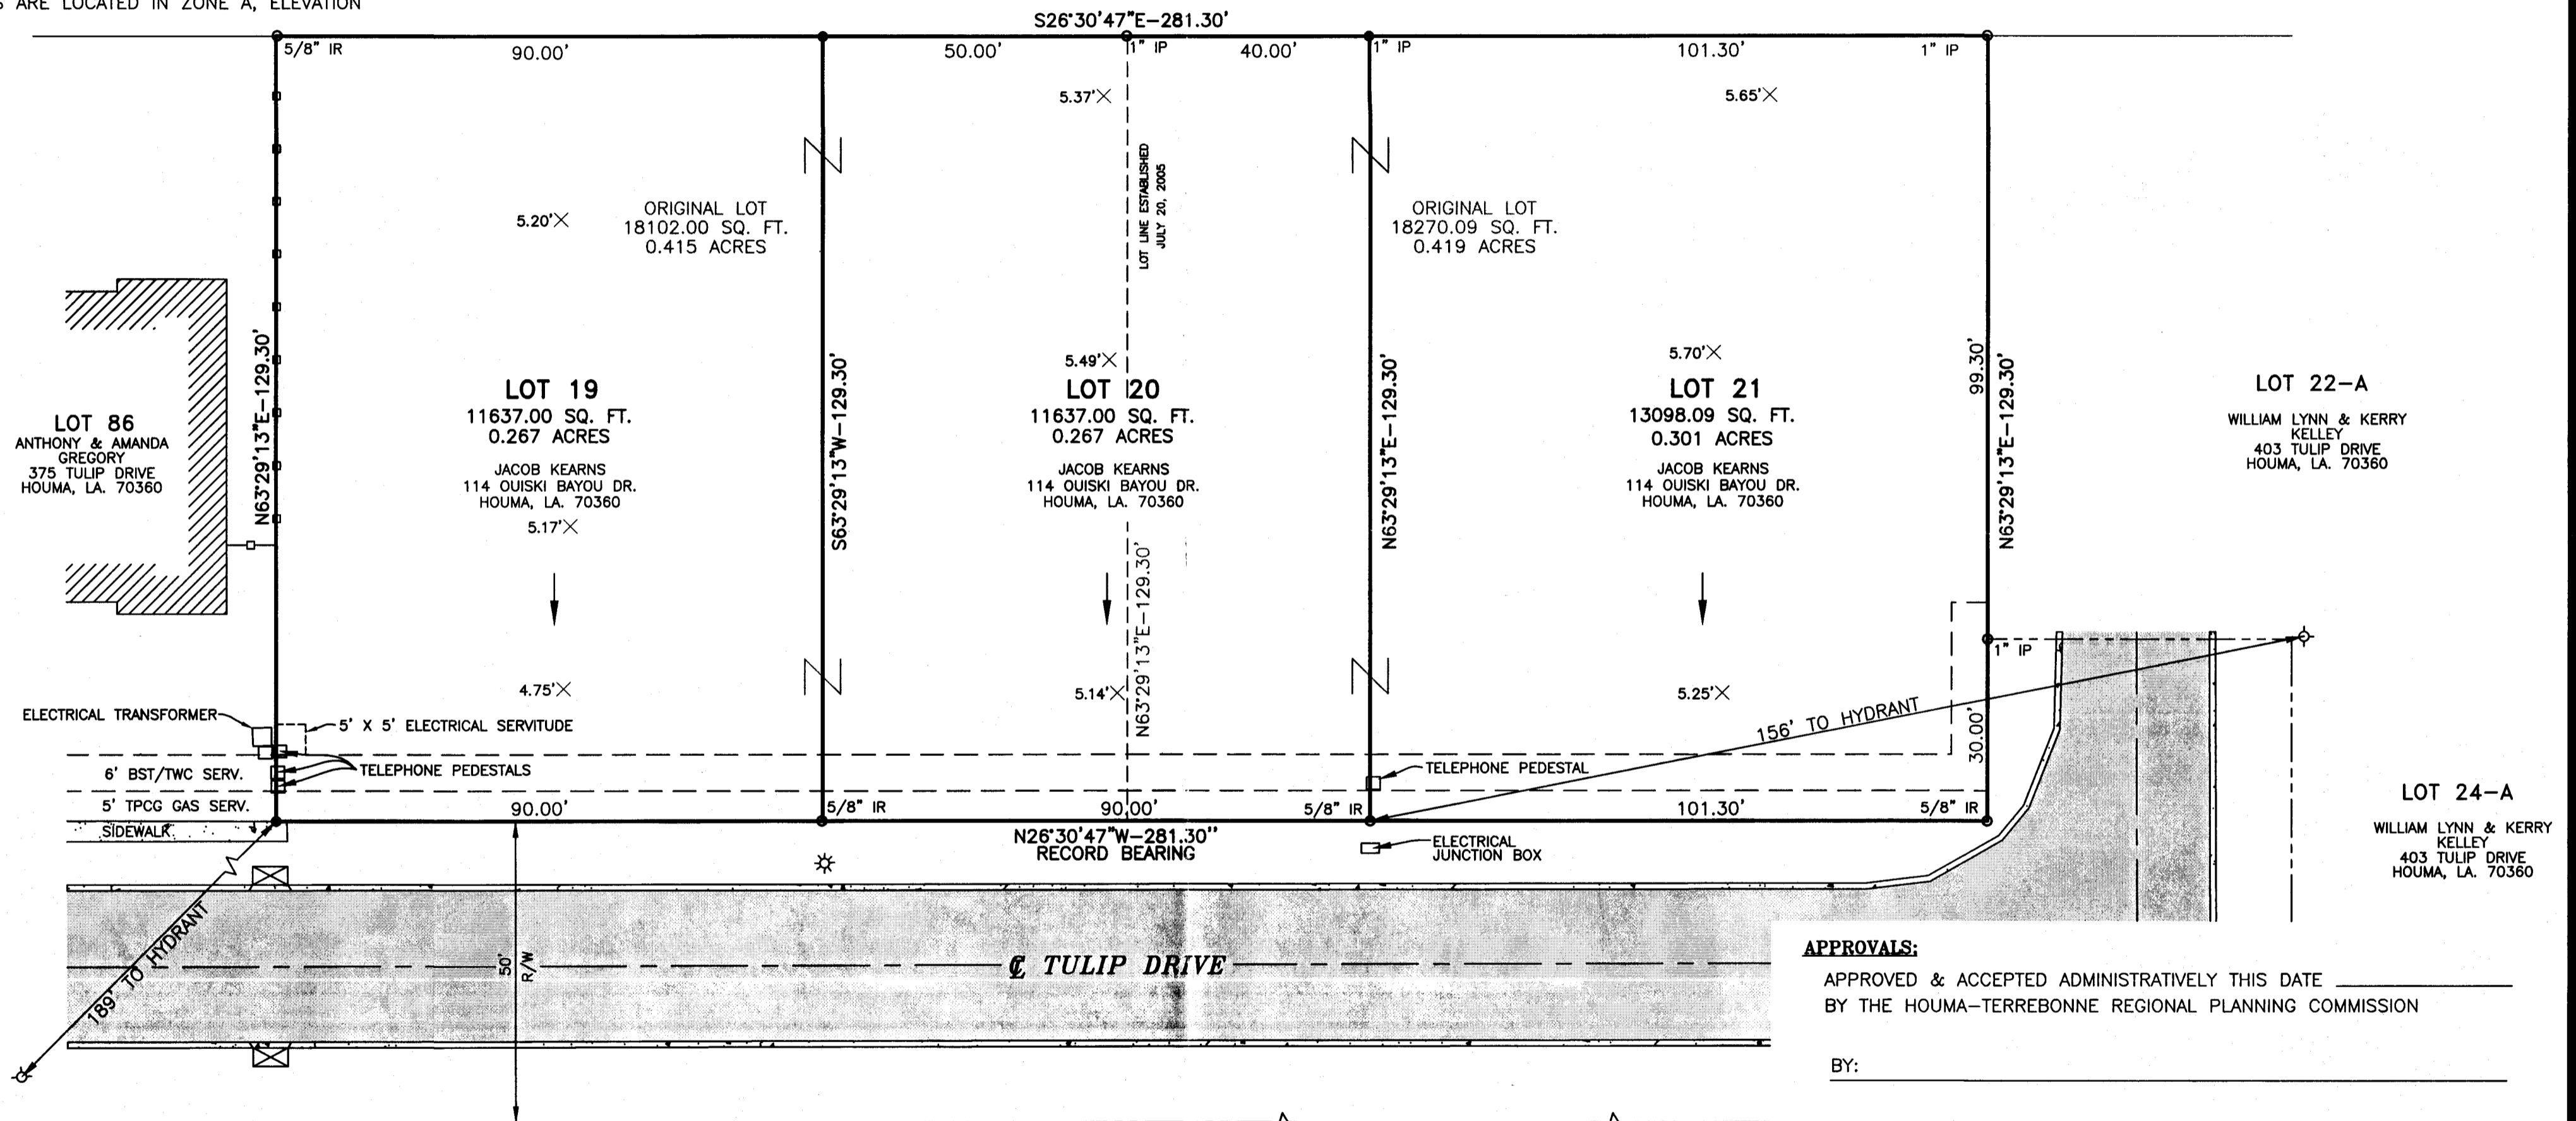 S ARE LOCATED IN ZONE A, ELEVATION
S26°30'47"E-281.30'
5/8" IR
90.00'
50.00'
1" IP
40.00'
1" IP
101.30'
1" IP
5.37'
5.65'
LOT LINE ESTABLISHED
JULY 20, 2005
5.20'
ORIGINAL LOT
18102.00 SQ. FT.
0.415 ACRES
ORIGINAL LOT
18270.09 SQ. FT.
0.419 ACRES
5.49'
5.70'
LOT 86
ANTHONY & AMANDA
GREGORY
375 TULIP DRIVE
HOUMA, LA. 70360
N63°29'13"E-129.30'
LOT 19
11637.00 SQ. FT.
0.267 ACRES
JACOB KEARNS
114 OUISKI BAYOU DR.
HOUMA, LA. 70360
5.17'
S63°29'13"W-129.30'
LOT 20
11637.00 SQ. FT.
0.267 ACRES
JACOB KEARNS
114 OUISKI BAYOU DR.
HOUMA, LA. 70360
N63°29'13"E-129.30'
N63°29'13"E-129.30'
LOT 21
13098.09 SQ. FT.
0.301 ACRES
JACOB KEARNS
114 OUISKI BAYOU DR.
HOUMA, LA. 70360
99.30'
N63°29'13"E-129.30'
LOT 22-A
WILLIAM LYNN & KERRY
KELLEY
403 TULIP DRIVE
HOUMA, LA. 70360
1" IP
4.75'
5.14'
5.25'
ELECTRICAL TRANSFORMER
5' X 5' ELECTRICAL SERVITUDE
156' TO HYDRANT
30.00'
6' BST/TWC SERV.
TELEPHONE PEDESTALS
TELEPHONE PEDESTAL
5' TPCG GAS SERV.
90.00'
5/8" IR
90.00'
5/8" IR
101.30'
5/8" IR
SIDEWALK
N26°30'47"W-281.30''
RECORD BEARING
ELECTRICAL
JUNCTION BOX
LOT 24-A
WILLIAM LYNN & KERRY
KELLEY
403 TULIP DRIVE
HOUMA, LA. 70360
189' TO HYDRANT
50'
R/W
℄ TULIP DRIVE
APPROVALS:
APPROVED & ACCEPTED ADMINISTRATIVELY THIS DATE
BY THE HOUMA-TERREBONNE REGIONAL PLANNING COMMISSION
BY: